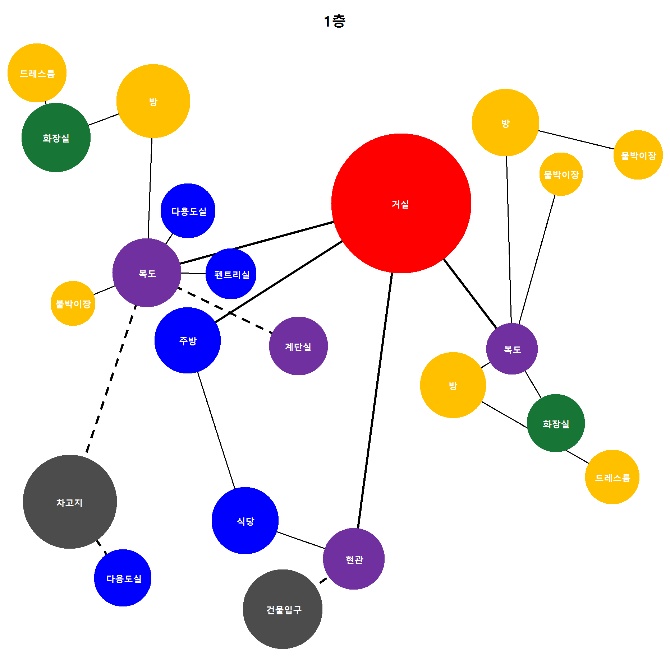 1층
드레스룸
방
화장실
방
붙박이장
붙박이장
거실
다용도실
복도
펜트리실
붙박이장
주방
계단실
복도
방
화장실
드레스룸
차고지
식당
현관
다용도실
건물입구